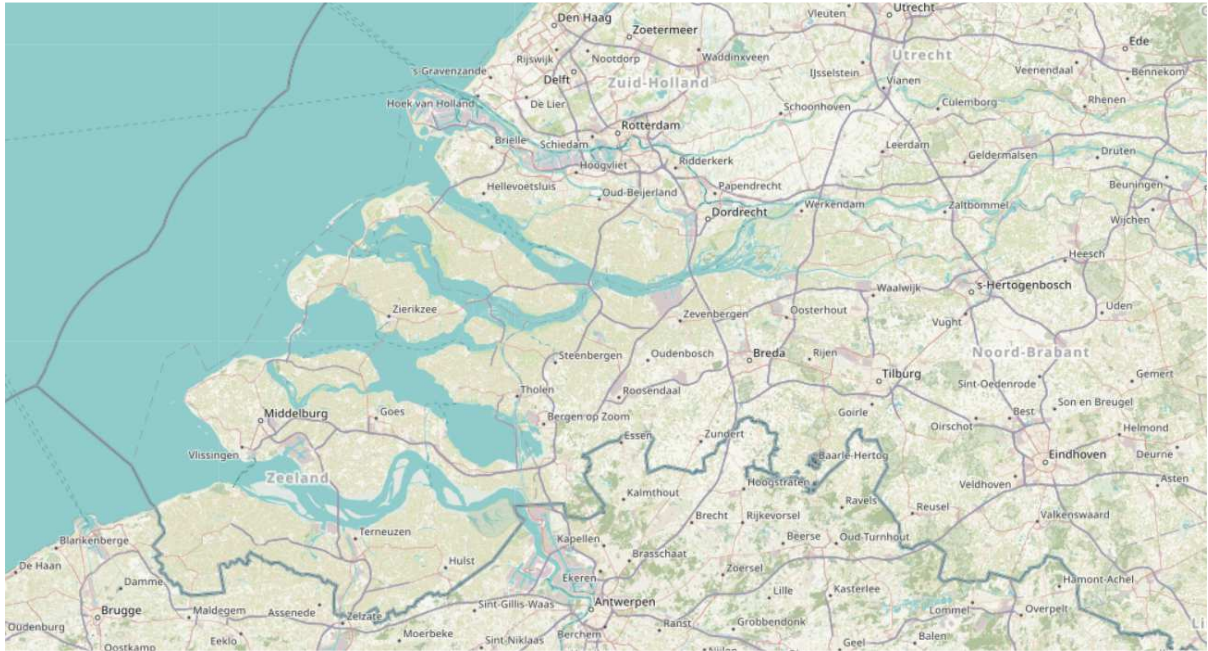 Den Haag
Vleuten
Utrecht
Zoetermeer
Ede
Rijswijk
Nootdorp
Waddinxveen
Utrecht
IJsselstein
Veenendaal
's-Gravenzande
Delft
Zuid-Holland
Vianen
Bennekom
Hoek van Holland
De Lier
Schoonhoven
Culemborg
Rhenen
Rotterdam
Brielle
Schiedam
Leerdam
Druten
Hoogvliet
Ridderkerk
Geldermalsen
Hellevoetsluis
Oud-Beijerland
Papendrecht
Beuningen
Dordrecht
Werkendam
Zaltbommel
Wijchen
Heesch
's-Hertogenbosch
Waalwijk
Zierikzee
Zevenbergen
Oosterhout
Uden
Vught
Steenbergen
Oudenbosch
Breda
Rijen
Noord-Brabant
Tilburg
Gemert
Sint-Oedenrode
Tholen
Roosendaal
Middelburg
Goes
Bergen op Zoom
Goirle
Best
Son en Breugel
Oirschot
Essen
Zundert
Helmond
Vlissingen
Baarle-Hertog
Eindhoven
Deurne
Zeeland
Hoogstraten
Veldhoven
Asten
Kalmthout
Ravels
Reusel
Brecht
Rijkevorsel
Valkenswaard
Terneuzen
Blankenberge
Kapellen
Beerse
Oud-Turnhout
De Haan
Hulst
Brasschaat
Zoersel
Ekeren
Hamont-Achel
Damme
Lille
Kasterlee
Brugge
Maldegem
Assenede
Sint-Gillis-Waas
Antwerpen
Lommel
Overpelt
Zelzate
Grobbendonk
Oudenburg
Eeklo
Moerbeke
Berchem
Ranst
Balen
Oostkamp
Sint-Niklaas
Geel